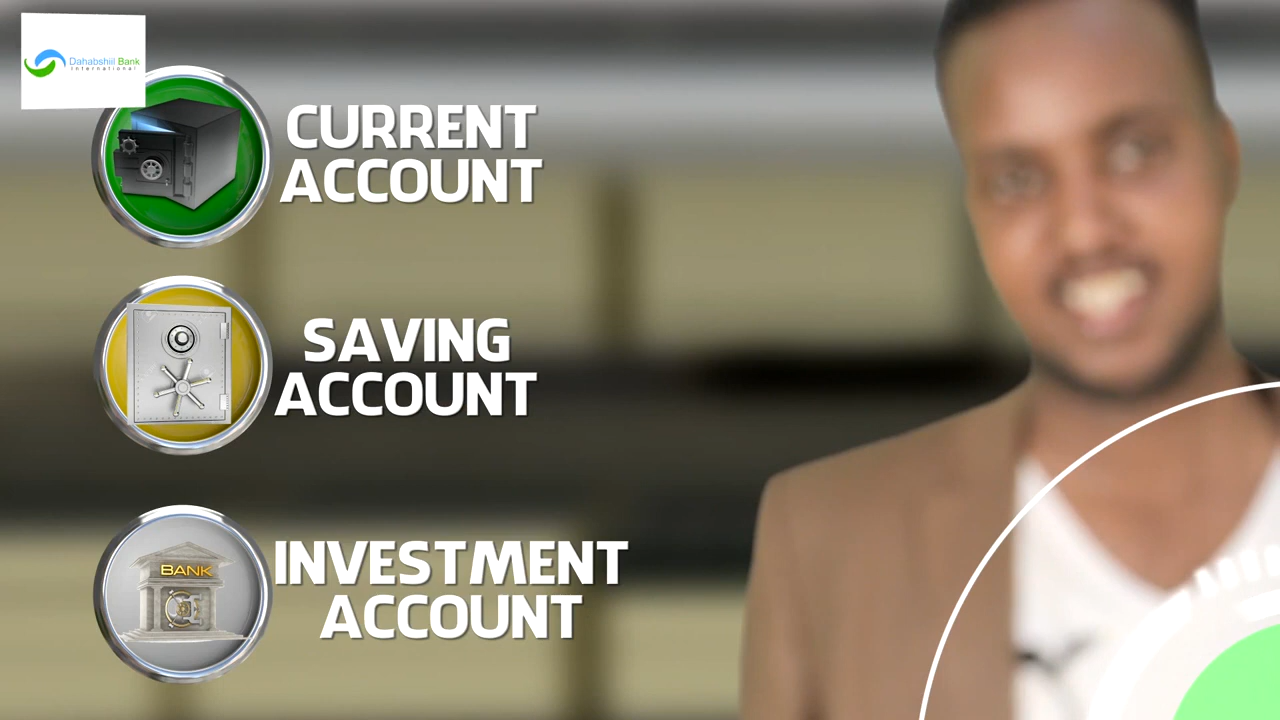 Dahabshiil Bank
International
CURRENT
ACCOUNT
SAVING
ACCOUNT
BANK
INVESTMENT
ACCOUNT